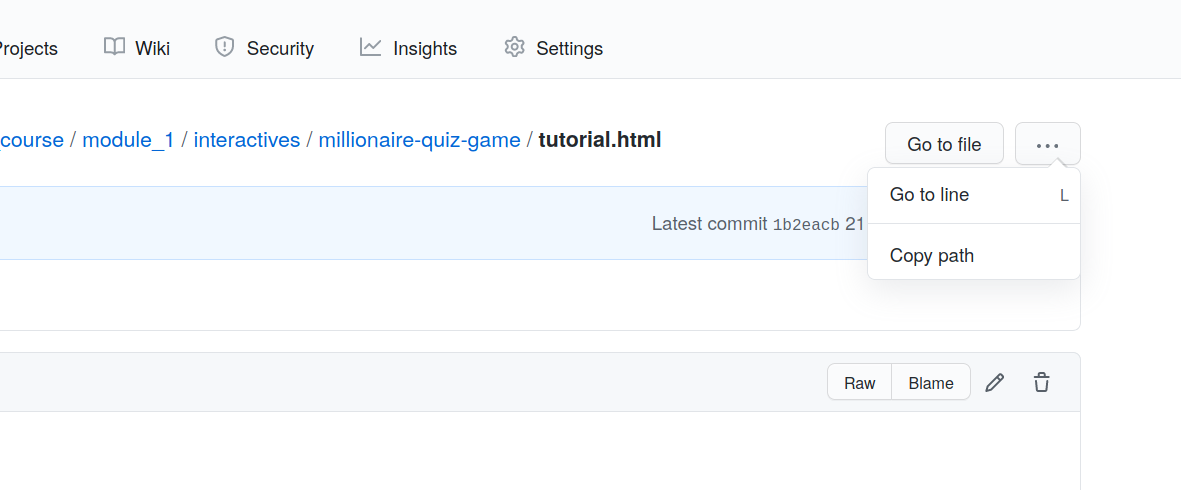 Projects Wiki Security Insights Settings
course / module_1 / interactives / millionaire-quiz-game / tutorial.html
Go to file ...
Go to line L
Latest commit 1b2eacb 21
Copy path
Raw Blame